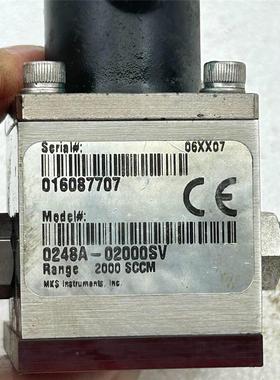 Serial#: 06XX07
016087707
CE
Model#:
0248A-02000SV
Range 2000 SCCM
MKS Instruments, Inc.